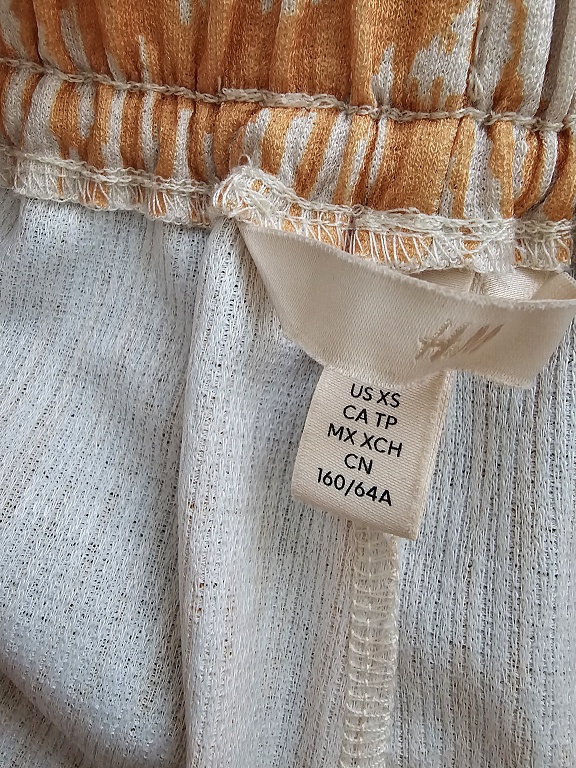 H&M
US XS
CA TP
MX XCH
CN
160/64A